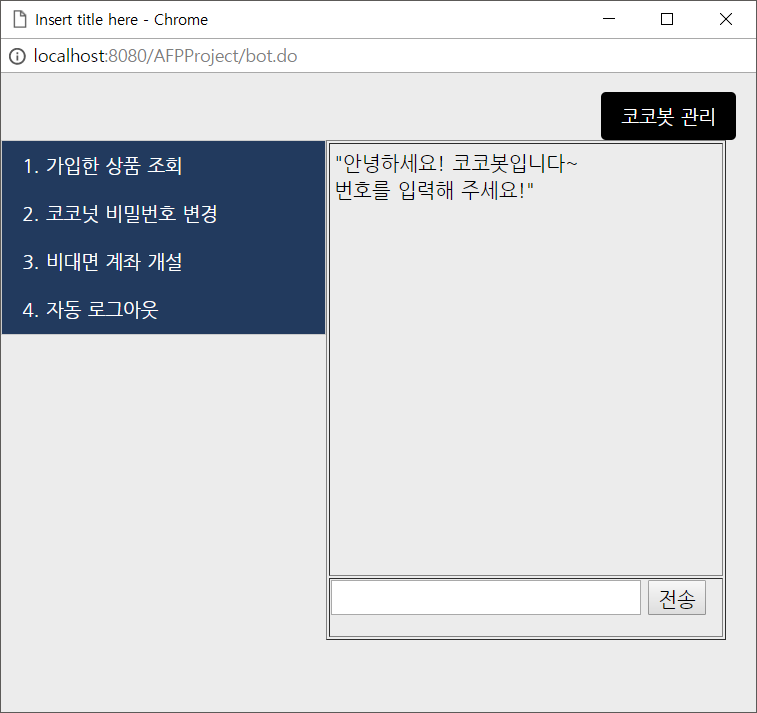 Insert title here - Chrome
localhost:8080/AFPProject/bot.do
코코봇 관리
1. 가입한 상품 조회
2. 코코넛 비밀번호 변경
3. 비대면 계좌 개설
4. 자동 로그아웃
"안녕하세요! 코코봇입니다~
번호를 입력해 주세요!"
전송